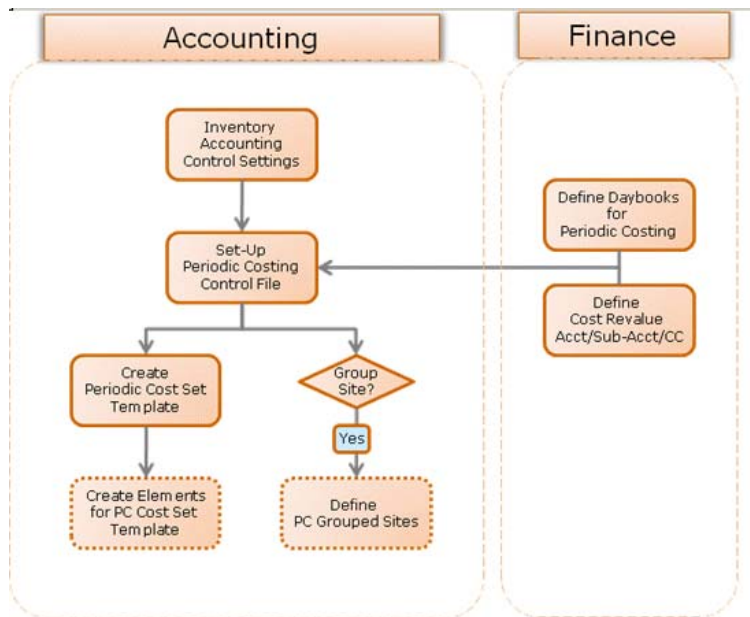 Accounting
Finance
Inventory
Accounting
Control Settings
Define Daybooks
for
Periodic Costing
Set-Up
Periodic Costing
Control File
Define
Cost Revalue
Acct/Sub-Acct/CC
Create
Periodic Cost Set
Template
Group
Site?
Yes
Create Elements
for PC Cost Set
Template
Define
PC Grouped Sites